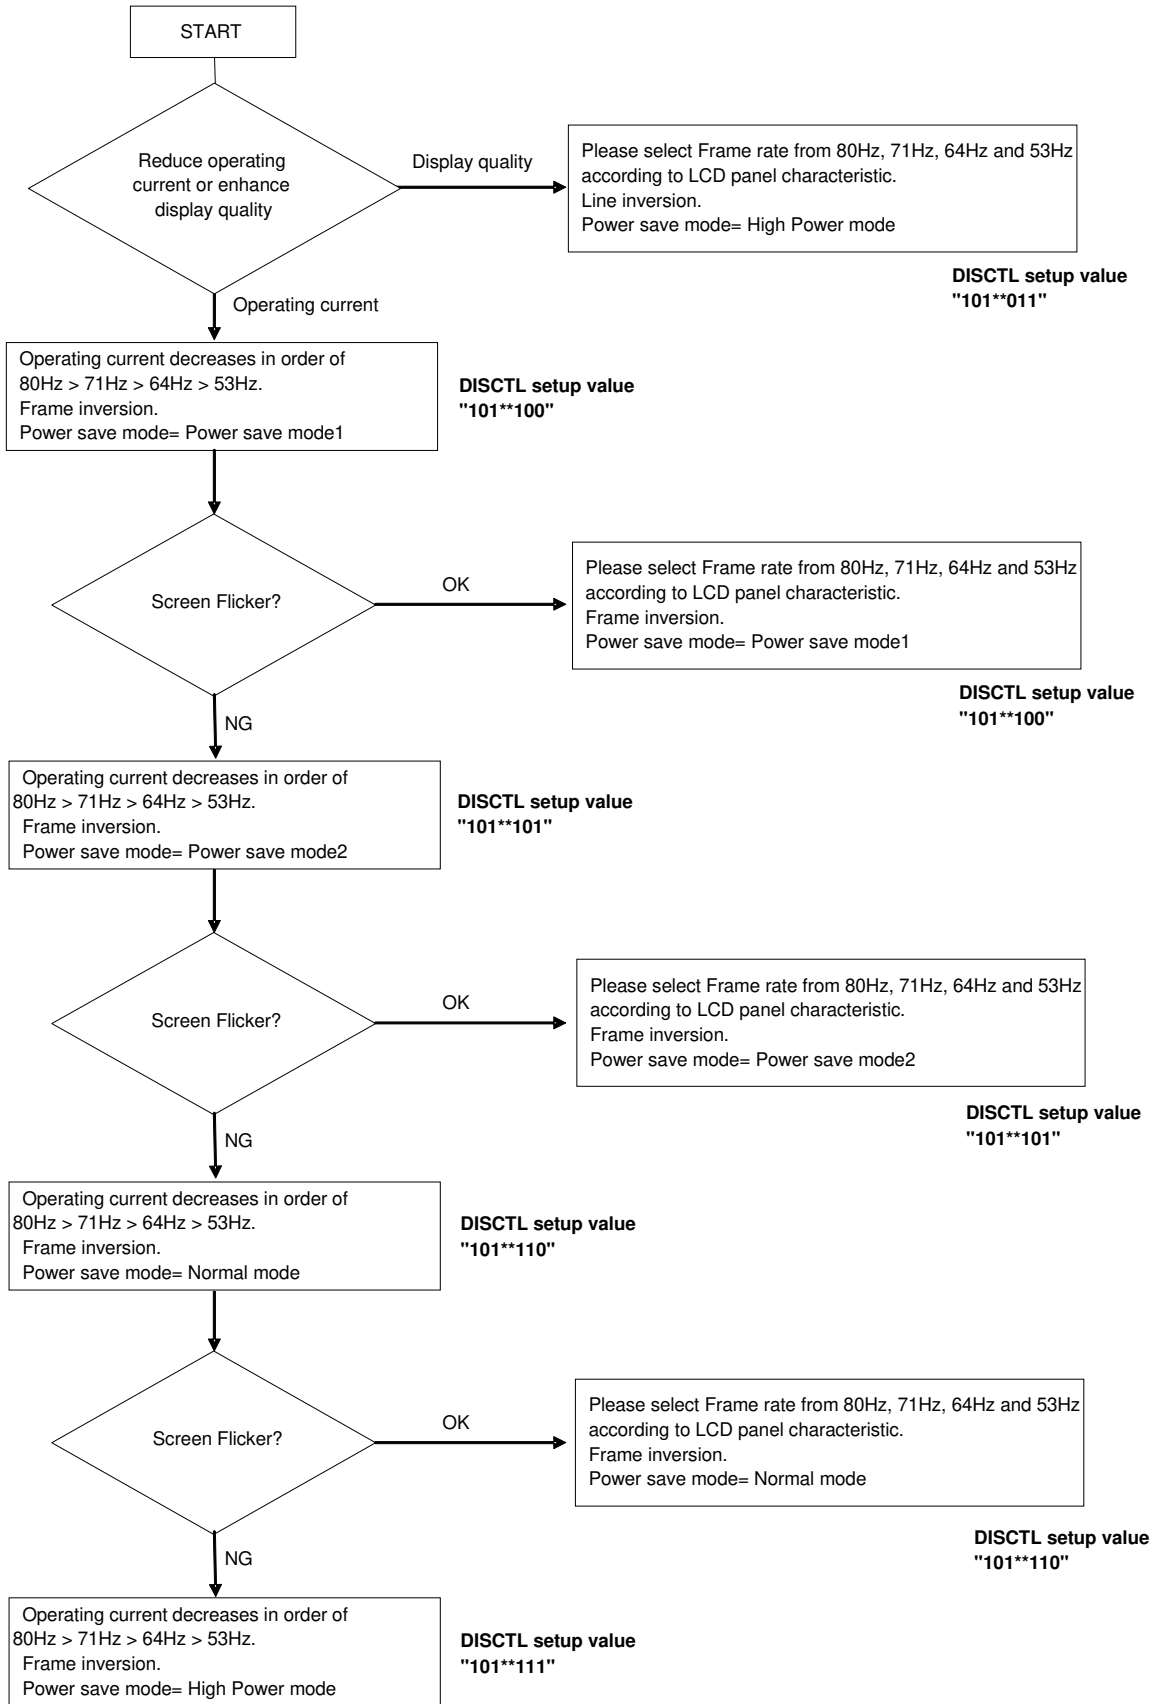 START
Reduce operating
current or enhance
display quality
Display quality
Please select Frame rate from 80Hz, 71Hz, 64Hz and 53Hz
according to LCD panel characteristic.
Line inversion.
Power save mode= High Power mode
DISCTL setup value
"101**011"
Operating current
Operating current decreases in order of
80Hz > 71Hz > 64Hz > 53Hz.
Frame inversion.
Power save mode= Power save mode1
DISCTL setup value
"101**100"
Screen Flicker?
OK
Please select Frame rate from 80Hz, 71Hz, 64Hz and 53Hz
according to LCD panel characteristic.
Frame inversion.
Power save mode= Power save mode1
DISCTL setup value
"101**100"
NG
Operating current decreases in order of
80Hz > 71Hz > 64Hz > 53Hz.
Frame inversion.
Power save mode= Power save mode2
DISCTL setup value
"101**101"
Screen Flicker?
OK
Please select Frame rate from 80Hz, 71Hz, 64Hz and 53Hz
according to LCD panel characteristic.
Frame inversion.
Power save mode= Power save mode2
DISCTL setup value
"101**101"
NG
Operating current decreases in order of
80Hz > 71Hz > 64Hz > 53Hz.
Frame inversion.
Power save mode= Normal mode
DISCTL setup value
"101**110"
Screen Flicker?
OK
Please select Frame rate from 80Hz, 71Hz, 64Hz and 53Hz
according to LCD panel characteristic.
Frame inversion.
Power save mode= Normal mode
DISCTL setup value
"101**110"
NG
Operating current decreases in order of
80Hz > 71Hz > 64Hz > 53Hz.
Frame inversion.
Power save mode= High Power mode
DISCTL setup value
"101**111"